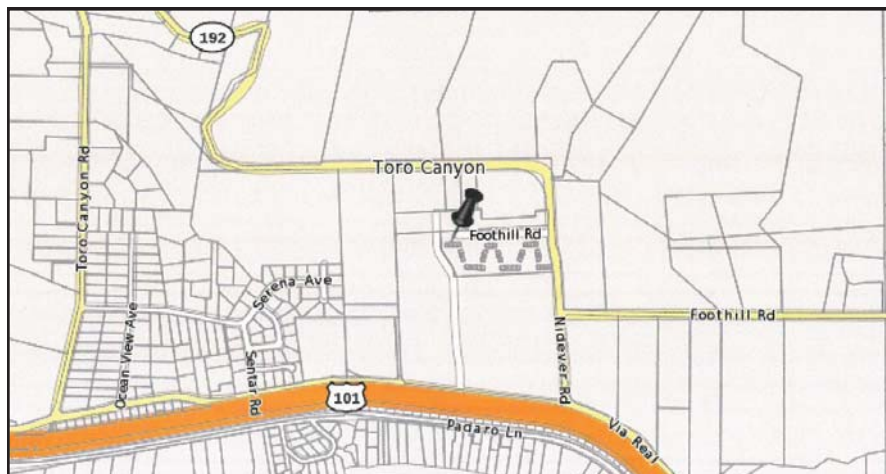 192
Toro Canyon
Toro Canyon Rd
Foothill Rd
Serena Ave
Ocean View Ave
Sentar Rd
Foothill Rd
Nidever Rd
101
Padaro Ln
Via Real